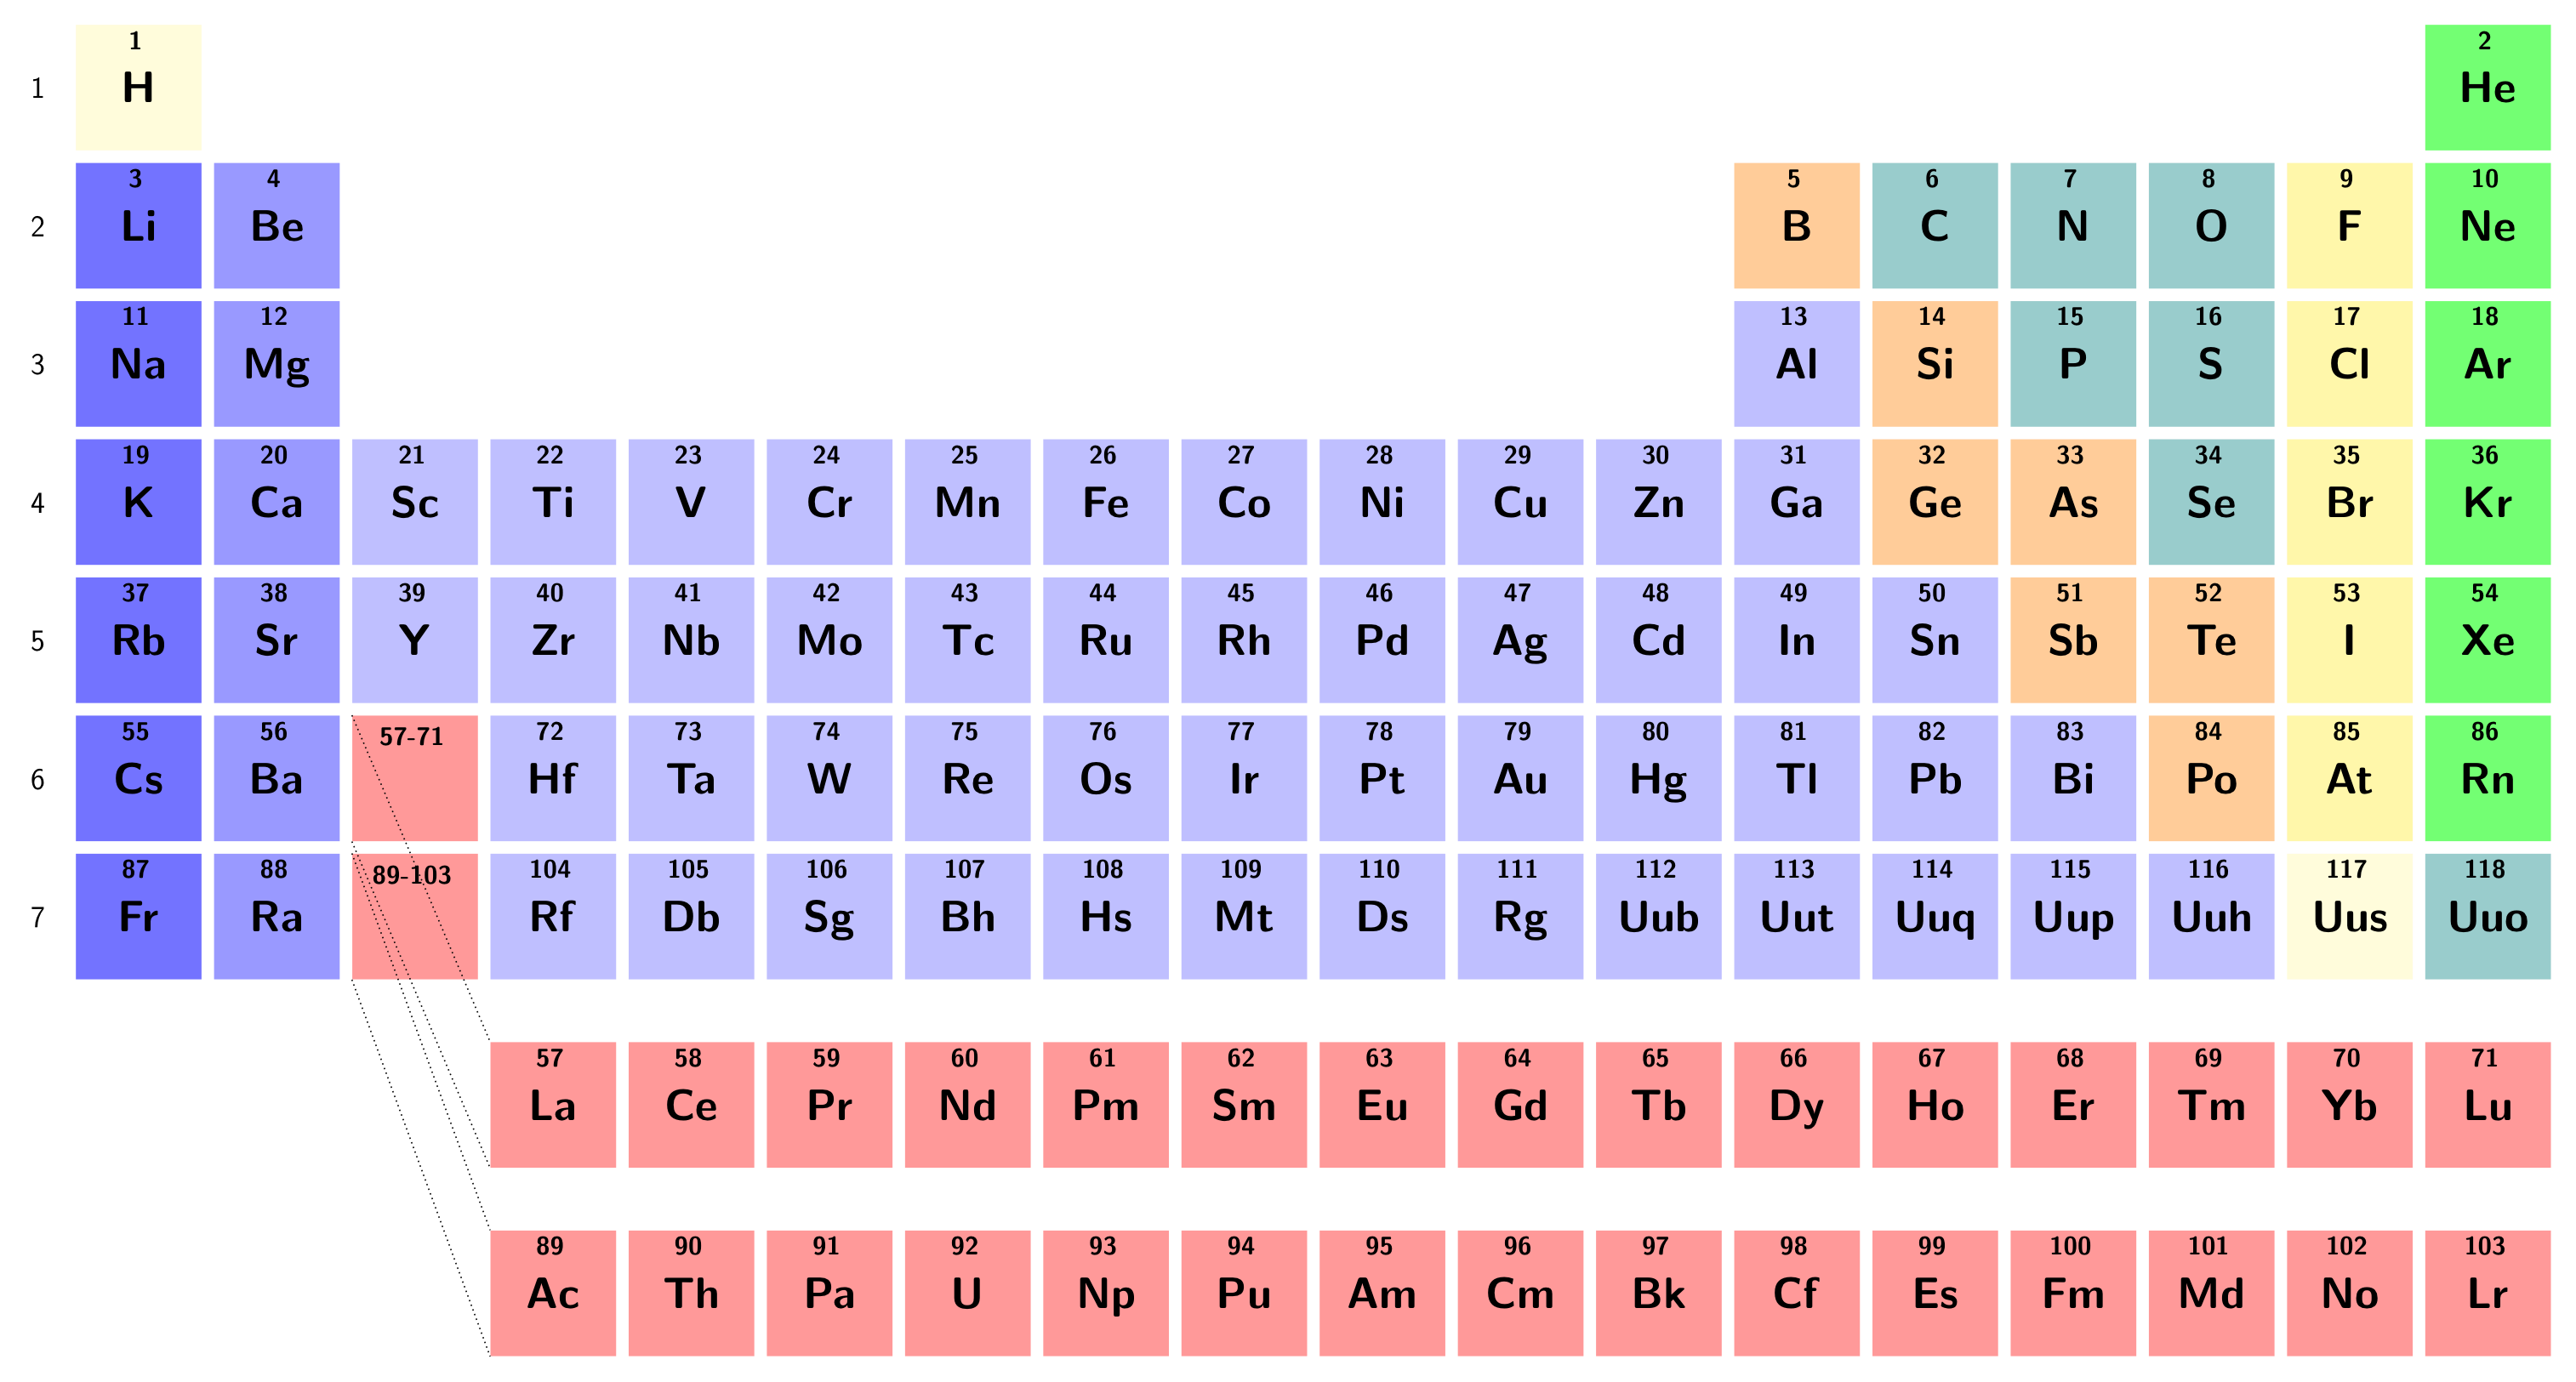 1 2
1 H He
3 4 5 6 7 8 9 10
2 Li Be B C N O F Ne
11 12 13 14 15 16 17 18
3 Na Mg Al Si P S Cl Ar
19 20 21 22 23 24 25 26 27 28 29 30 31 32 33 34 35 36
4 K Ca Sc Ti V Cr Mn Fe Co Ni Cu Zn Ga Ge As Se Br Kr
37 38 39 40 41 42 43 44 45 46 47 48 49 50 51 52 53 54
5 Rb Sr Y Zr Nb Mo Tc Ru Rh Pd Ag Cd In Sn Sb Te I Xe
55 56 57-71 72 73 74 75 76 77 78 79 80 81 82 83 84 85 86
6 Cs Ba Hf Ta W Re Os Ir Pt Au Hg Tl Pb Bi Po At Rn
87 88 89-103 104 105 106 107 108 109 110 111 112 113 114 115 116 117 118
7 Fr Ra Rf Db Sg Bh Hs Mt Ds Rg Uub Uut Uuq Uup Uuh Uus Uuo
57 58 59 60 61 62 63 64 65 66 67 68 69 70 71
La Ce Pr Nd Pm Sm Eu Gd Tb Dy Ho Er Tm Yb Lu
89 90 91 92 93 94 95 96 97 98 99 100 101 102 103
Ac Th Pa U Np Pu Am Cm Bk Cf Es Fm Md No Lr